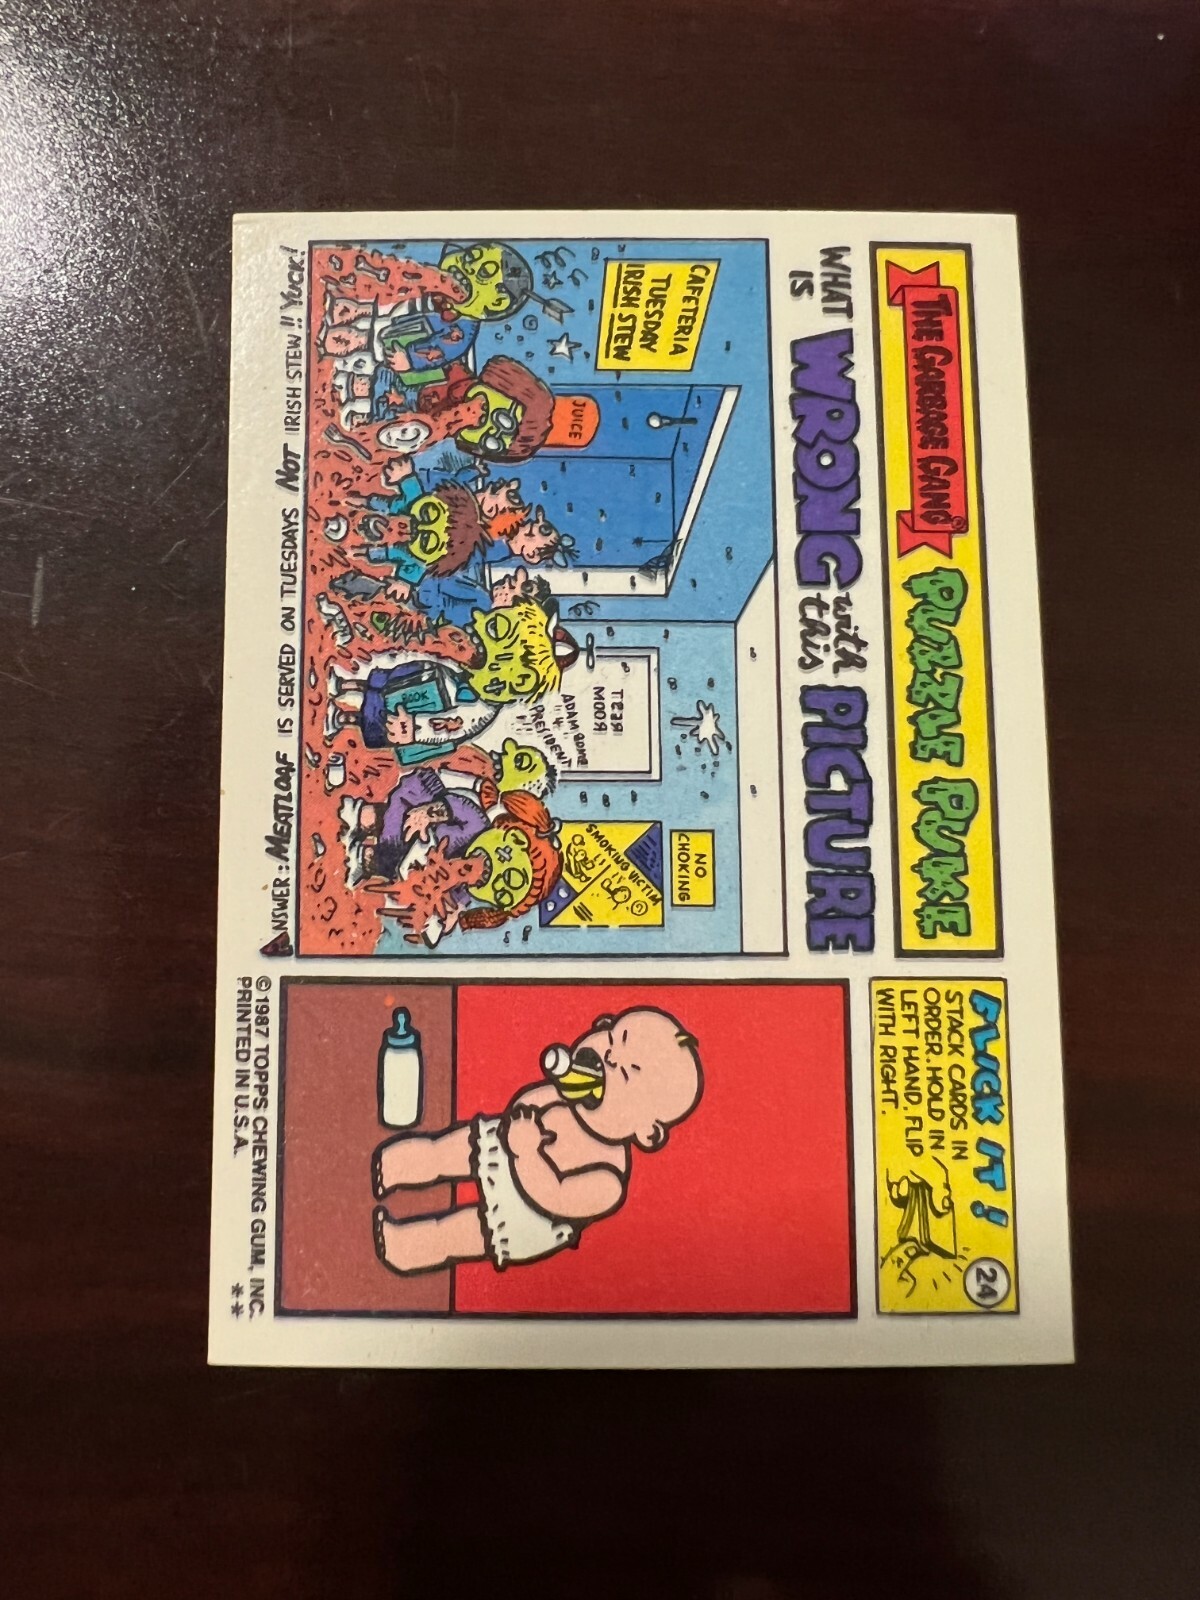 THE GARBAGE GANG®
PUZZLE PUKE
WHAT IS WRONG with this PICTURE
CAFETERIA
TUESDAY
IRISH STEW
JUICE
TEST
ROOM
ADAM BOMB
4
PRESIDENT
BOOK
NO
CHOKING
SMOKING VICTIM
ANSWER: MEATLOAF IS SERVED ON TUESDAYS NOT IRISH STEW!! YUCK!
FLICK IT!
24
STACK CARDS IN
ORDER. HOLD IN
LEFT HAND. FLIP
WITH RIGHT.
© 1987 TOPPS CHEWING GUM, INC.
PRINTED IN U.S.A. **